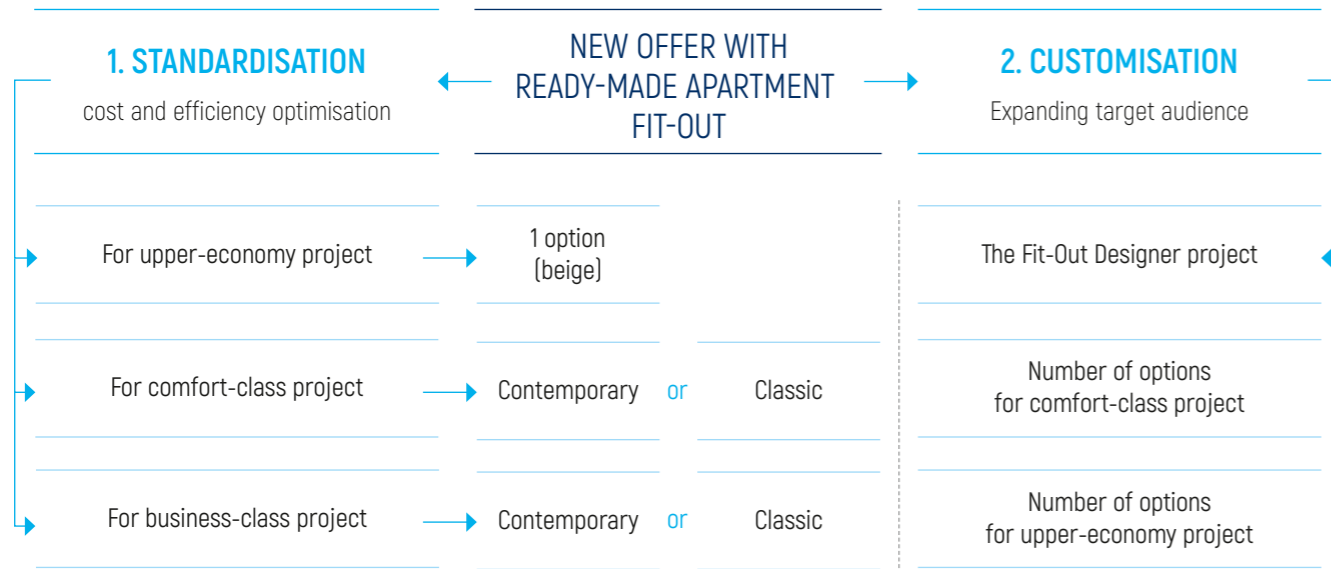 1. STANDARDISATION
cost and efficiency optimisation
NEW OFFER WITH
READY-MADE APARTMENT
FIT-OUT
2. CUSTOMISATION
Expanding target audience
For upper-economy project
1 option
(beige)
The Fit-Out Designer project
For comfort-class project
Contemporary or Classic
Number of options
for comfort-class project
For business-class project
Contemporary or Classic
Number of options
for upper-economy project